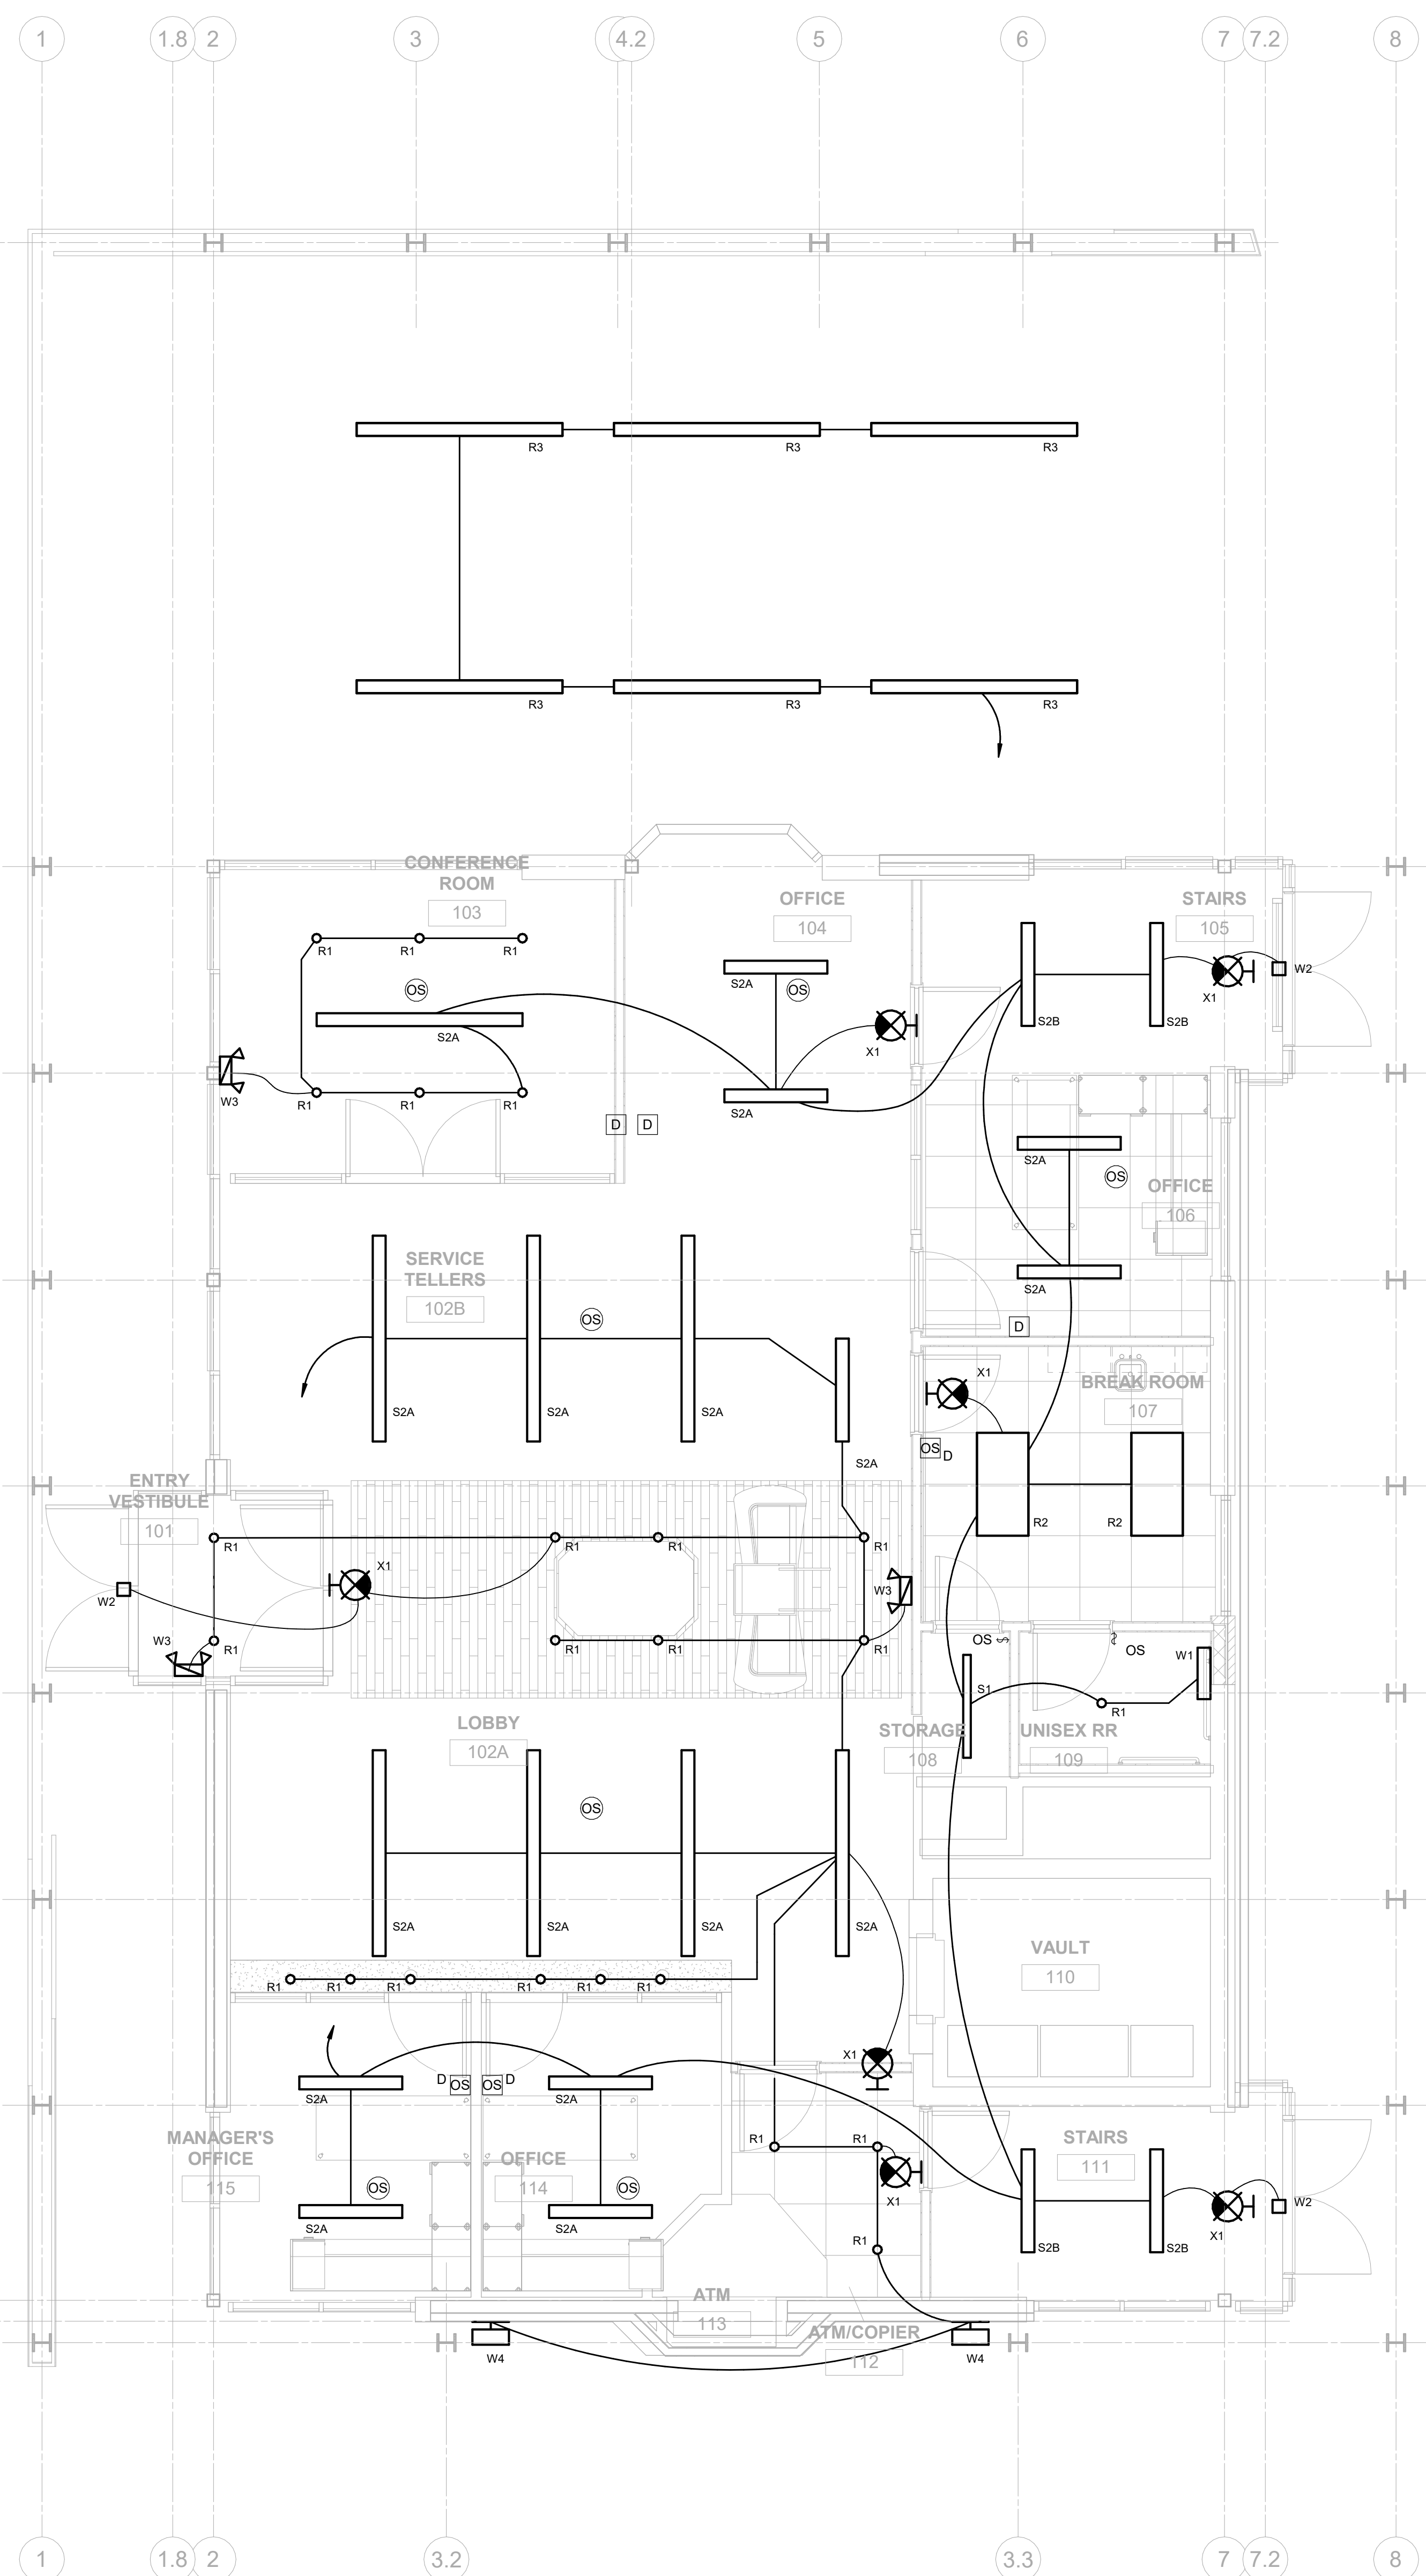 1 1.8 2 3 4.2 5 6 7 7.2 8
R3 R3 R3
R3 R3 R3
CONFERENCE
ROOM
103
OFFICE
104
STAIRS
105
R1 R1 R1
S2A
OS
OS
X1
W2
X1
S2B S2B
S2A
W3
R1 R1 R1
S2A
D D
S2A
OS
OFFICE
106
SERVICE
TELLERS
102B
S2A
OS
D
X1
BREAK ROOM
107
S2A S2A S2A
OS D
S2A
ENTRY
VESTIBULE
101
R2 R2
R1 R1 R1 R1
X1
W2
W3
W3
R1 R1 R1 R1
OS $ $ OS
W1
S1
R1
LOBBY
102A
STORAGE
108
UNISEX RR
109
OS
S2A S2A S2A S2A
VAULT
110
R1 R1 R1 R1 R1 R1
X1
D OS OS D
S2A S2A
MANAGER'S
OFFICE
115
OFFICE
114
R1 R1
STAIRS
111
OS OS
X1
W2
S2A S2A
X1
R1
S2B S2B
ATM
113
ATM/COPIER
112
W4 W4
1 1.8 2 3.2 3.3 7 7.2 8